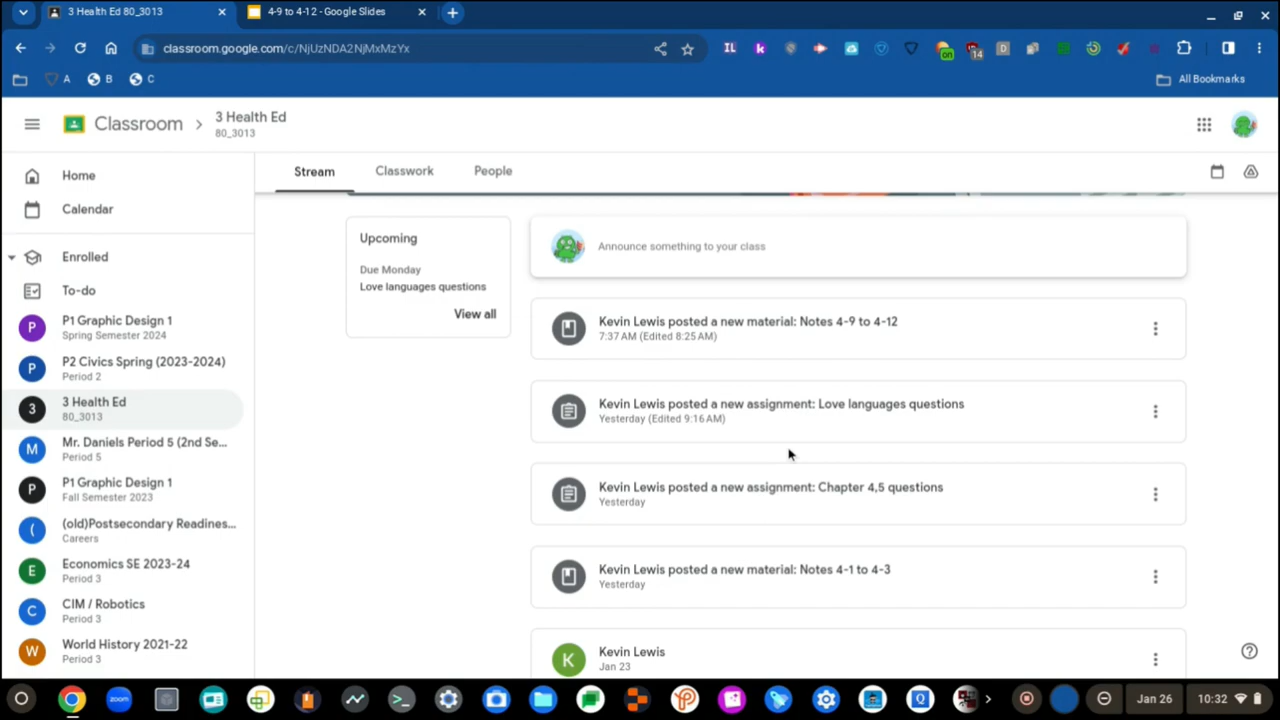 3 Health Ed 80_3013
4-9 to 4-12 - Google Slides
classroom.google.com/c/NjUzNDA2NjMxMzYx
IL
k
on
14
D
A
B
C
All Bookmarks
Classroom
3 Health Ed
80_3013
Stream
Classwork
People
Home
Calendar
Enrolled
To-do
P
P1 Graphic Design 1
Spring Semester 2024
P
P2 Civics Spring (2023-2024)
Period 2
3
3 Health Ed
80_3013
M
Mr. Daniels Period 5 (2nd Se...
Period 5
P
P1 Graphic Design 1
Fall Semester 2023
(
(old)Postsecondary Readines...
Careers
E
Economics SE 2023-24
Period 3
C
CIM / Robotics
Period 3
W
World History 2021-22
Period 3
Upcoming
Due Monday
Love languages questions
View all
Announce something to your class
Kevin Lewis posted a new material: Notes 4-9 to 4-12
7:37 AM (Edited 8:25 AM)
Kevin Lewis posted a new assignment: Love languages questions
Yesterday (Edited 9:16 AM)
Kevin Lewis posted a new assignment: Chapter 4,5 questions
Yesterday
Kevin Lewis posted a new material: Notes 4-1 to 4-3
Yesterday
K
Kevin Lewis
Jan 23
zoom
Q
Jan 26
10:32